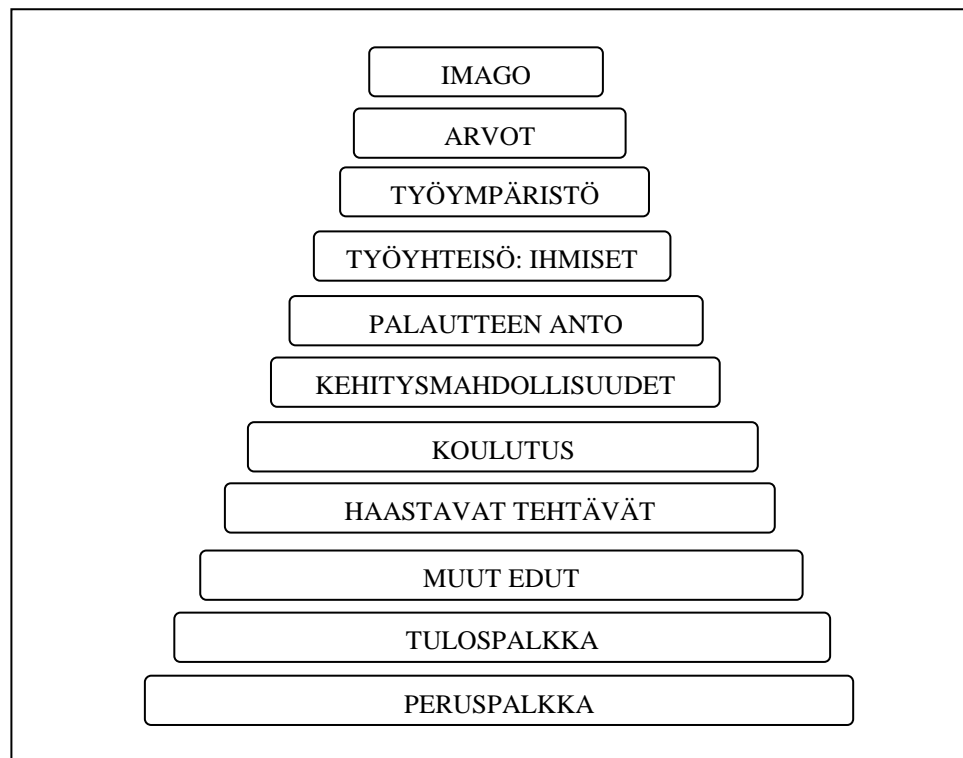 IMAGO
ARVOT
TYÖYMPÄRISTÖ
TYÖYHTEISÖ: IHMISET
PALAUTTEEN ANTO
KEHITYSMAHDOLLISUUDET
KOULUTUS
HAASTAVAT TEHTÄVÄT
MUUT EDUT
TULOSPALKKA
PERUSPALKKA